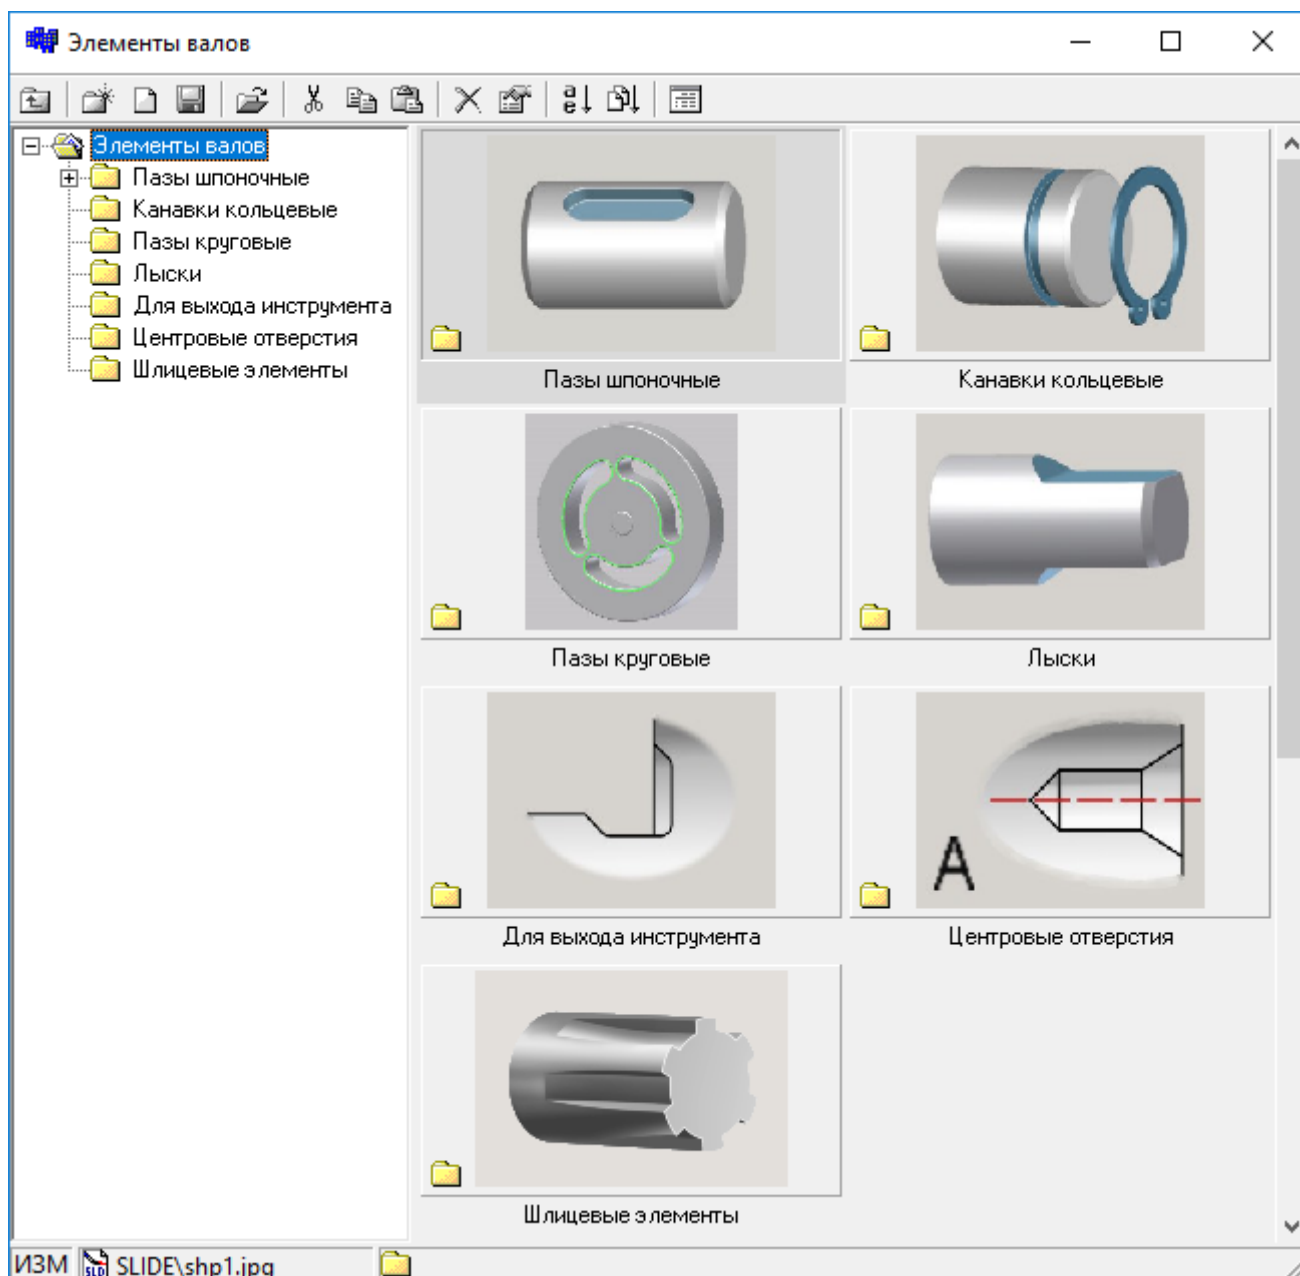 Элементы валов
Элементы валов
Пазы шпоночные
Канавки кольцевые
Пазы круговые
Лыски
Для выхода инструмента
Центровые отверстия
Шлицевые элементы
Пазы шпоночные
Канавки кольцевые
Пазы круговые
Лыски
A
Для выхода инструмента
Центровые отверстия
Шлицевые элементы
ИЗМ SLD SLIDE\shp1.jpg